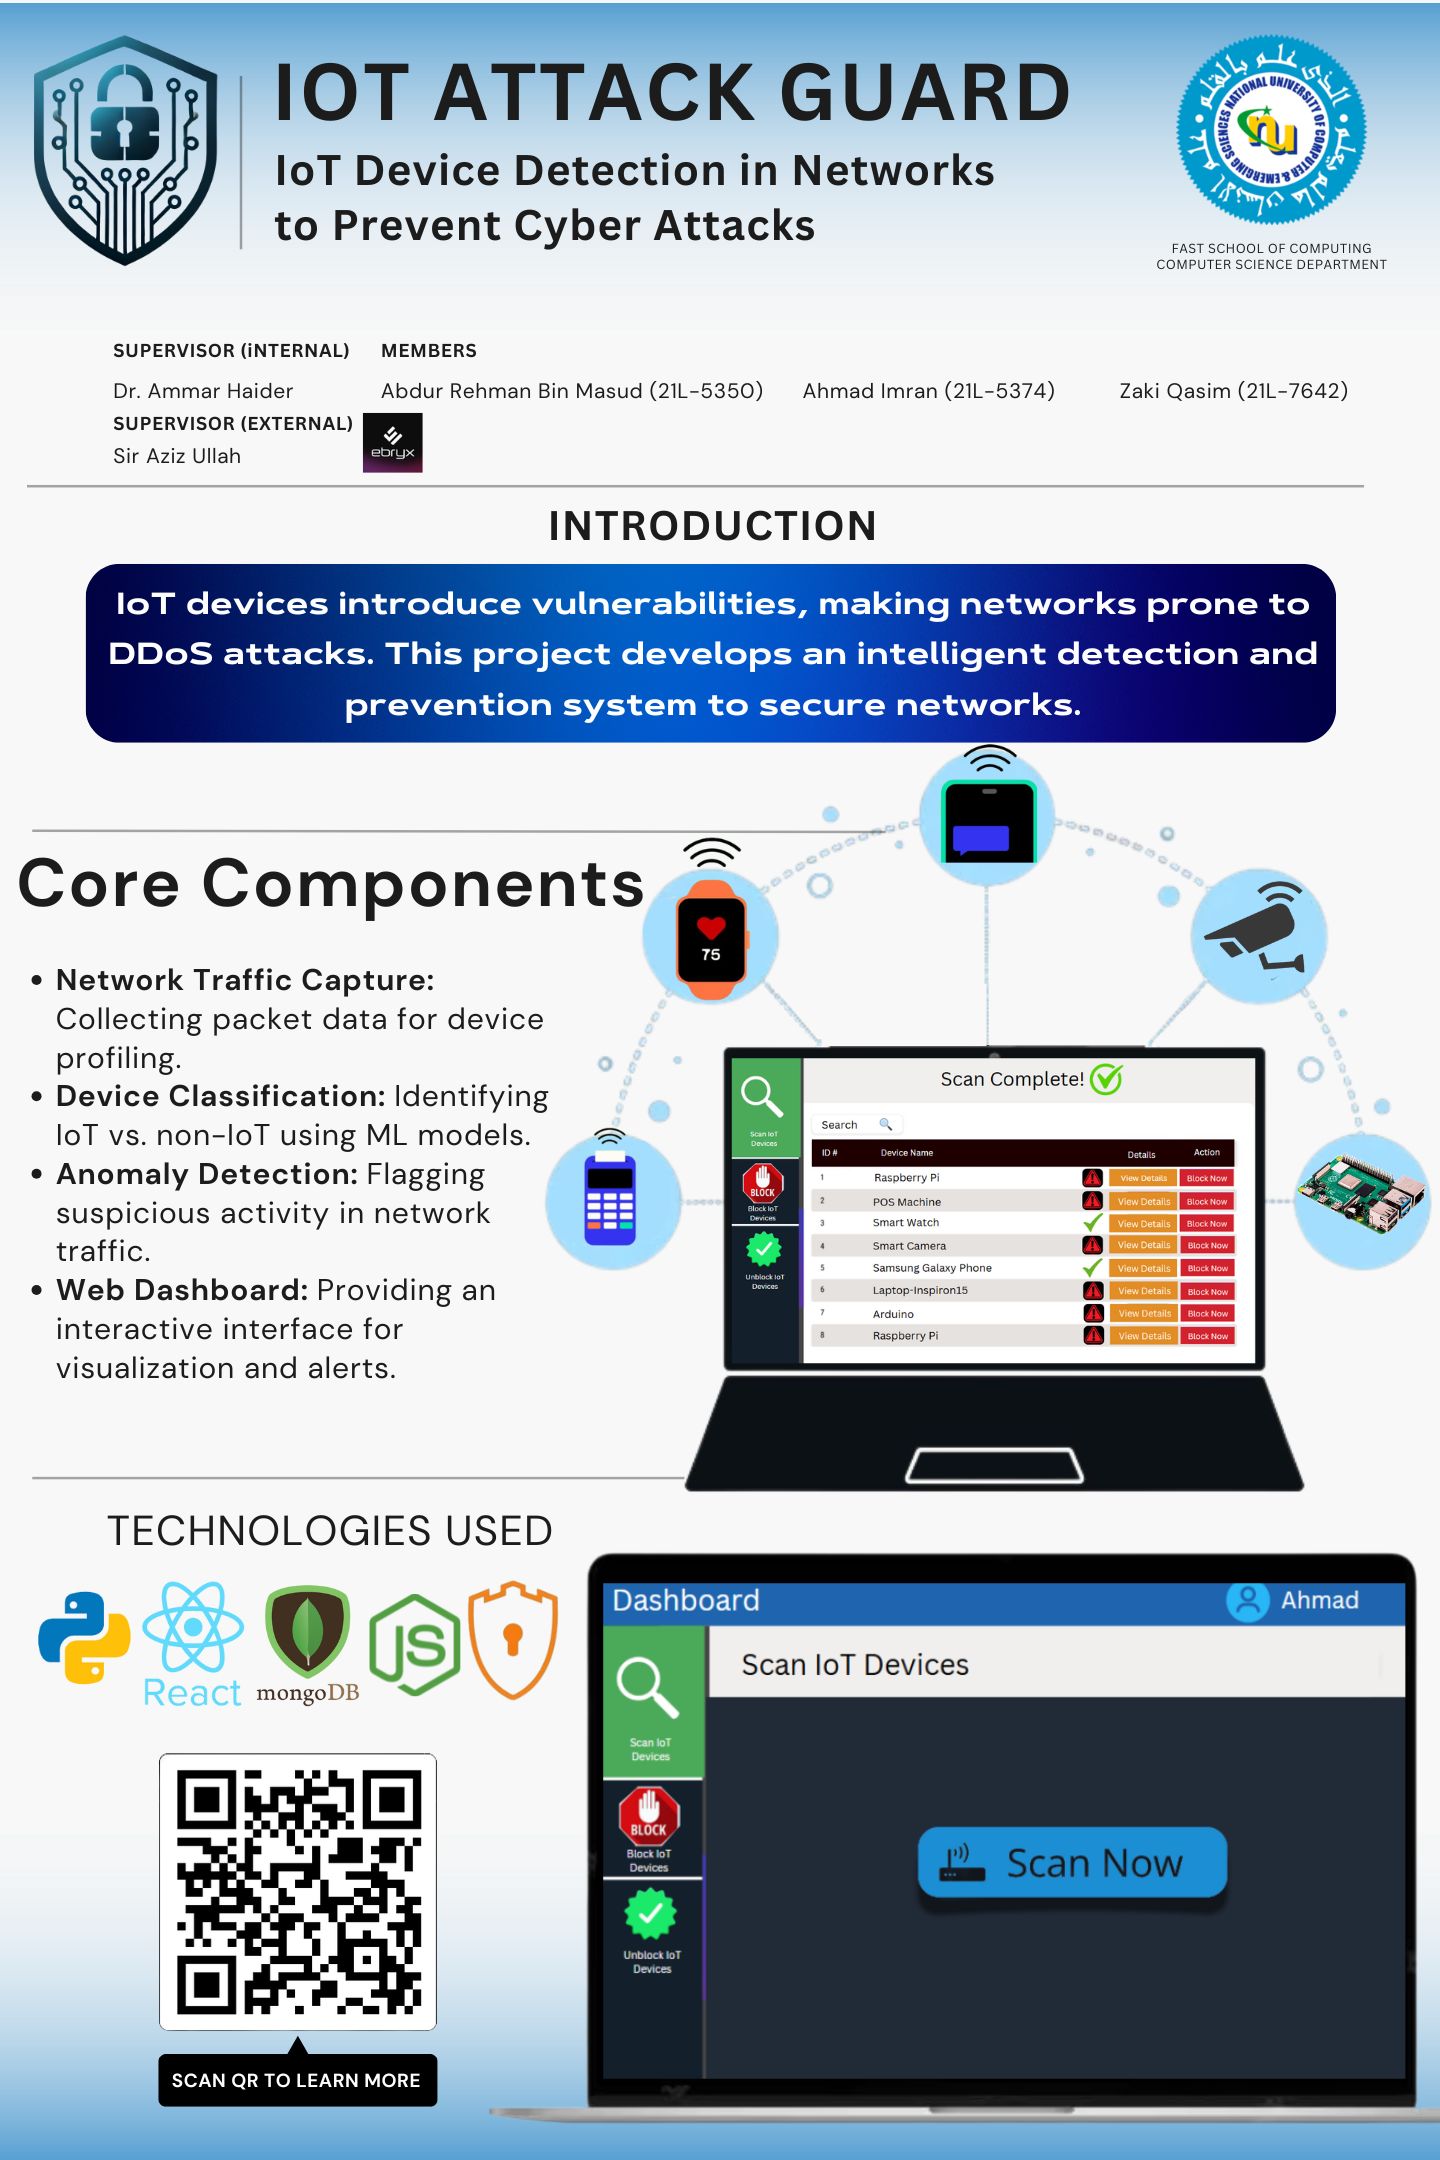 IOT ATTACK GUARD
IoT Device Detection in Networks
to Prevent Cyber Attacks
NATIONAL UNIVERSITY OF COMPUTER & EMERGING SCIENCES
nu
FAST SCHOOL OF COMPUTING
COMPUTER SCIENCE DEPARTMENT
SUPERVISOR (iNTERNAL)
Dr. Ammar Haider
SUPERVISOR (EXTERNAL)
Sir Aziz Ullah
ebryx
MEMBERS
Abdur Rehman Bin Masud (21L-5350) Ahmad Imran (21L-5374) Zaki Qasim (21L-7642)
INTRODUCTION
IoT devices introduce vulnerabilities, making networks prone to
DDoS attacks. This project develops an intelligent detection and
prevention system to secure networks.
Core Components
• Network Traffic Capture:
Collecting packet data for device
profiling.
• Device Classification: Identifying
IoT vs. non-IoT using ML models.
• Anomaly Detection: Flagging
suspicious activity in network
traffic.
• Web Dashboard: Providing an
interactive interface for
visualization and alerts.
75
Scan Complete!
Scan IoT
Devices
BLOCK
Block IoT
Devices
Unblock IoT
Devices
Search
ID # Device Name Details Action
1 Raspberry Pi View Details Block Now
2 POS Machine View Details Block Now
3 Smart Watch View Details Block Now
4 Smart Camera View Details Block Now
5 Samsung Galaxy Phone View Details Block Now
6 Laptop-Inspiron15 View Details Block Now
7 Arduino View Details Block Now
8 Raspberry Pi View Details Block Now
TECHNOLOGIES USED
React
mongoDB
JS
SCAN QR TO LEARN MORE
Dashboard
Ahmad
Scan IoT Devices
Scan IoT
Devices
BLOCK
Block IoT
Devices
Unblock IoT
Devices
Scan Now